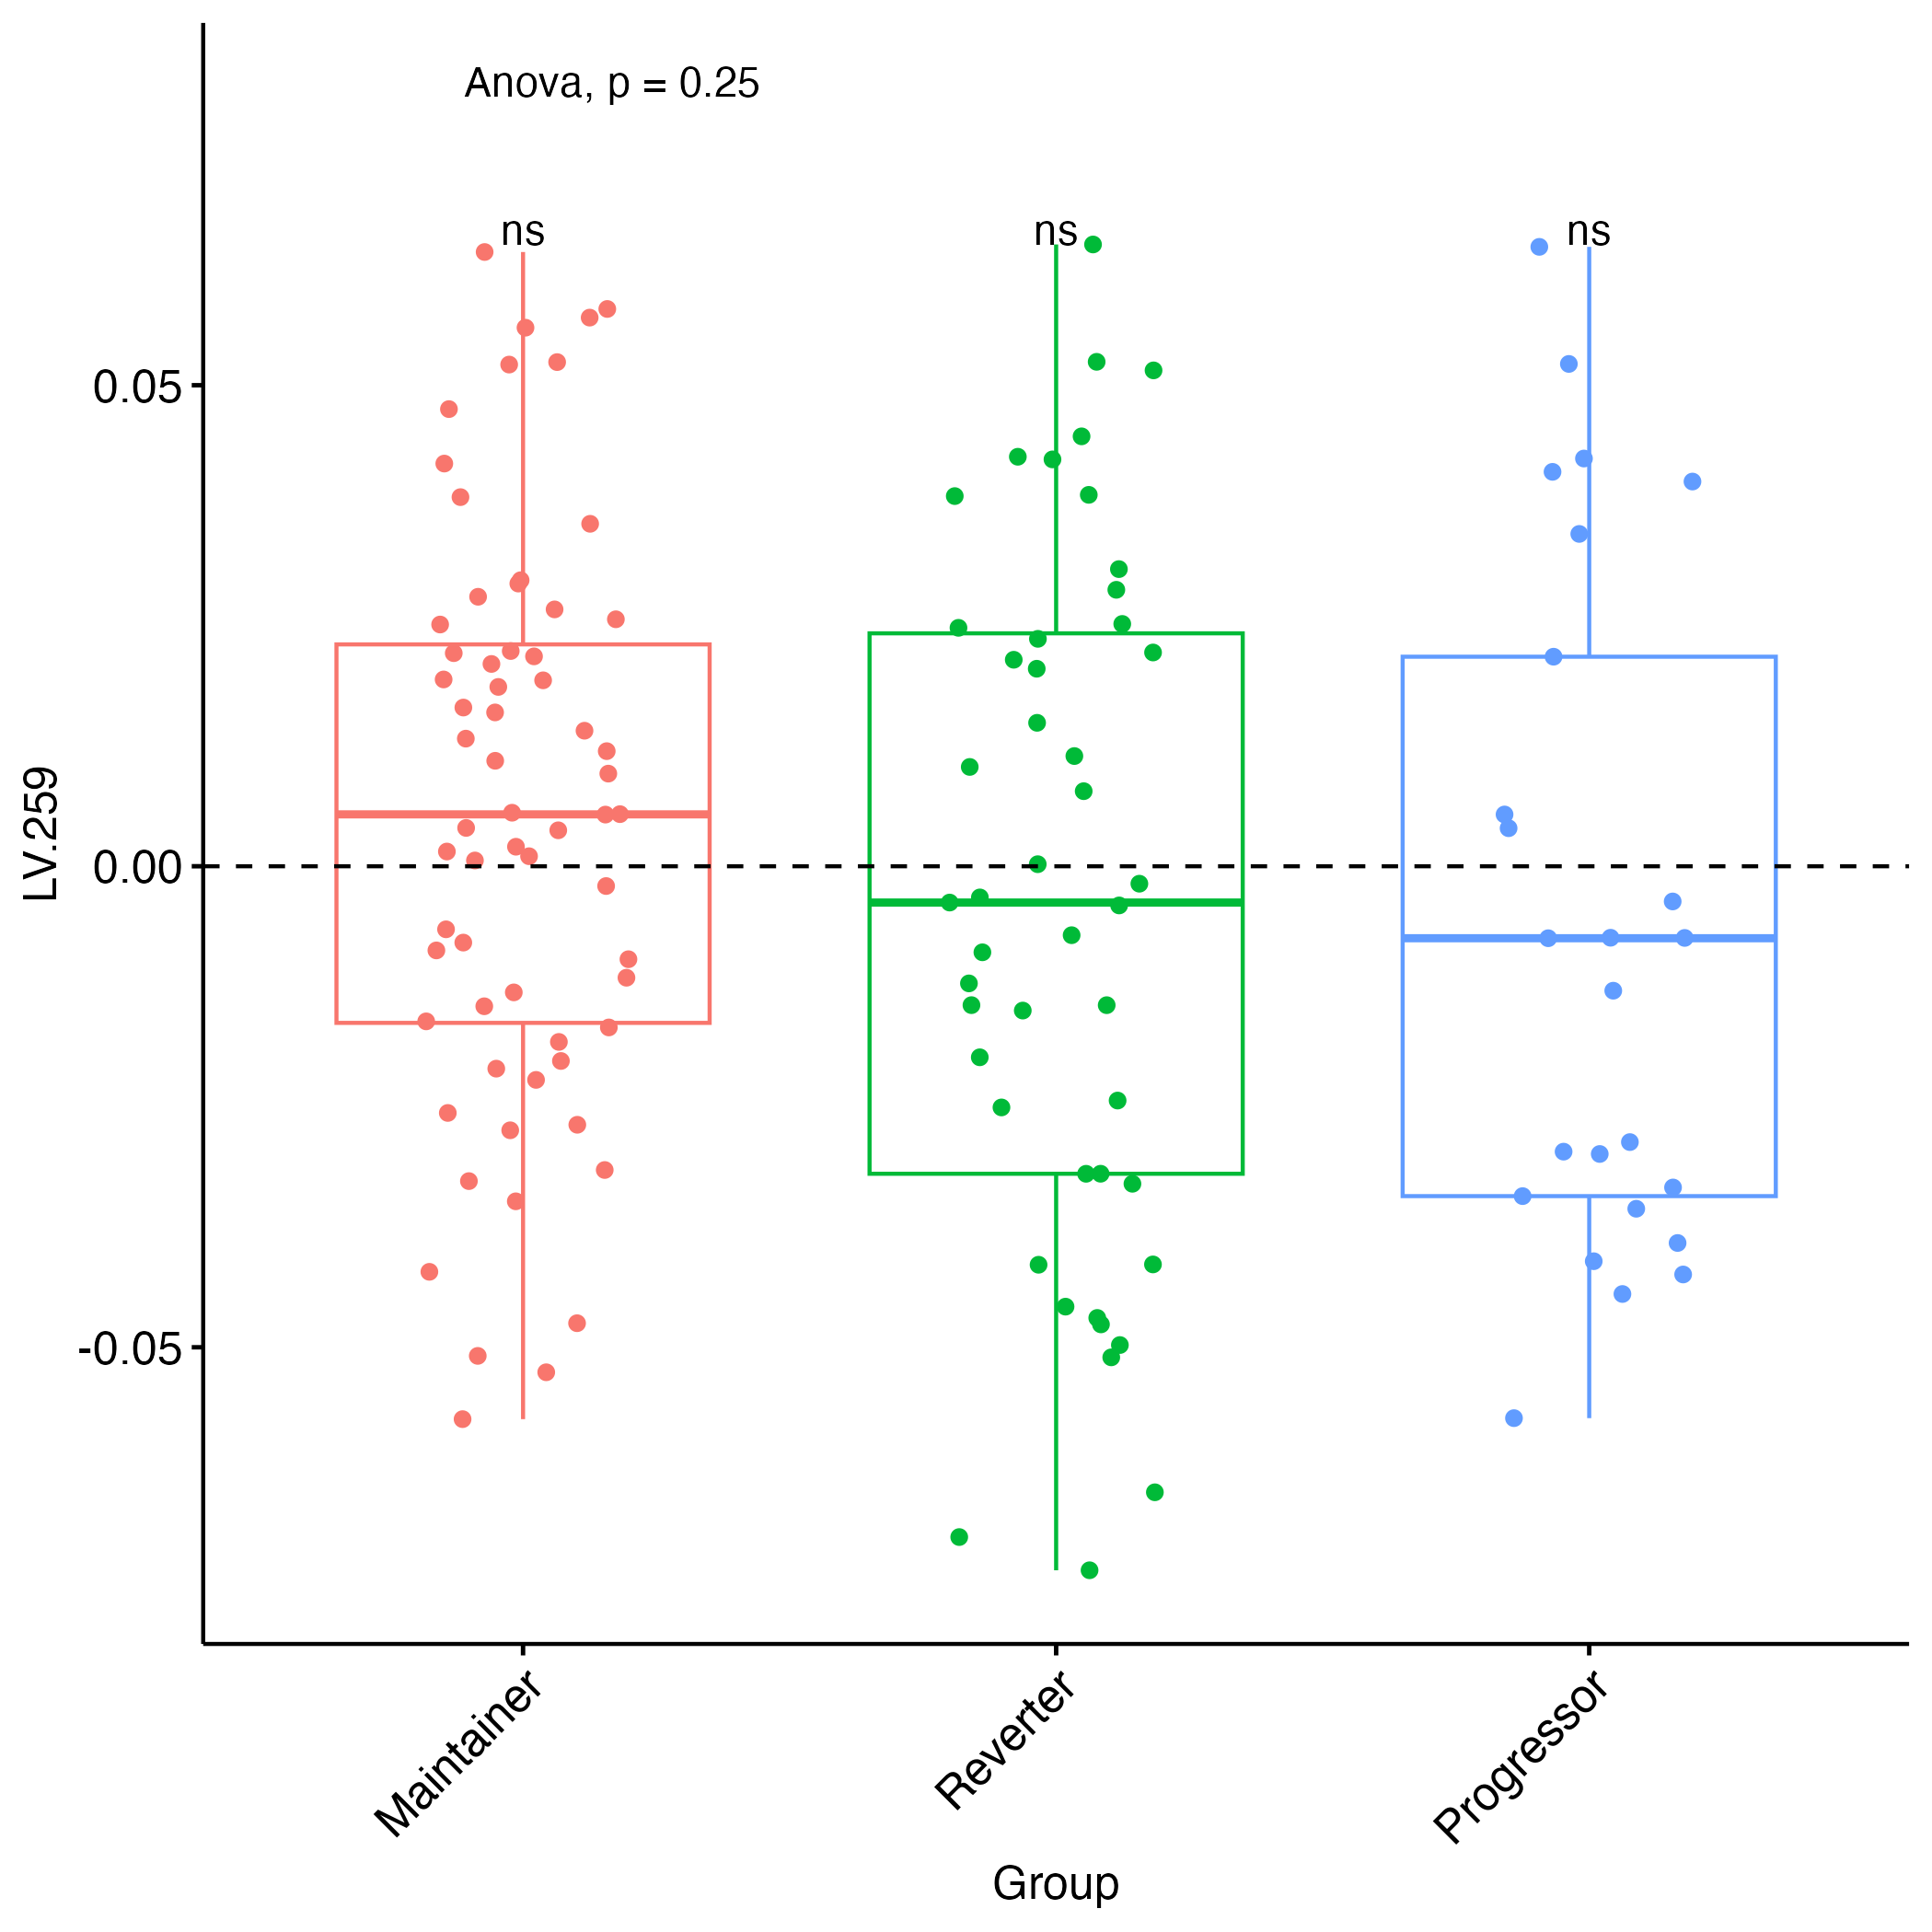 Anova, p = 0.25
ns ns ns
0.05
0.00
-0.05
LV.259
Maintainer Reverter Progressor
Group